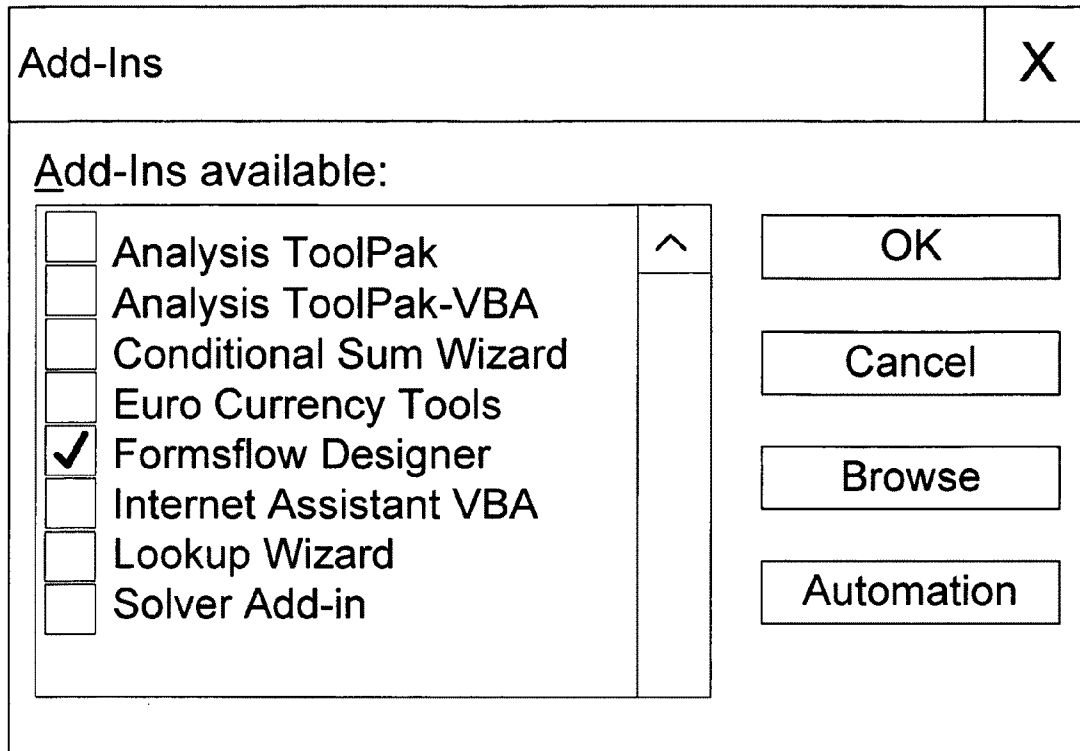 Add-Ins X
Add-Ins available:
Analysis ToolPak
Analysis ToolPak-VBA
Conditional Sum Wizard
Euro Currency Tools
Formsflow Designer
Internet Assistant VBA
Lookup Wizard
Solver Add-in
OK
Cancel
Browse
Automation